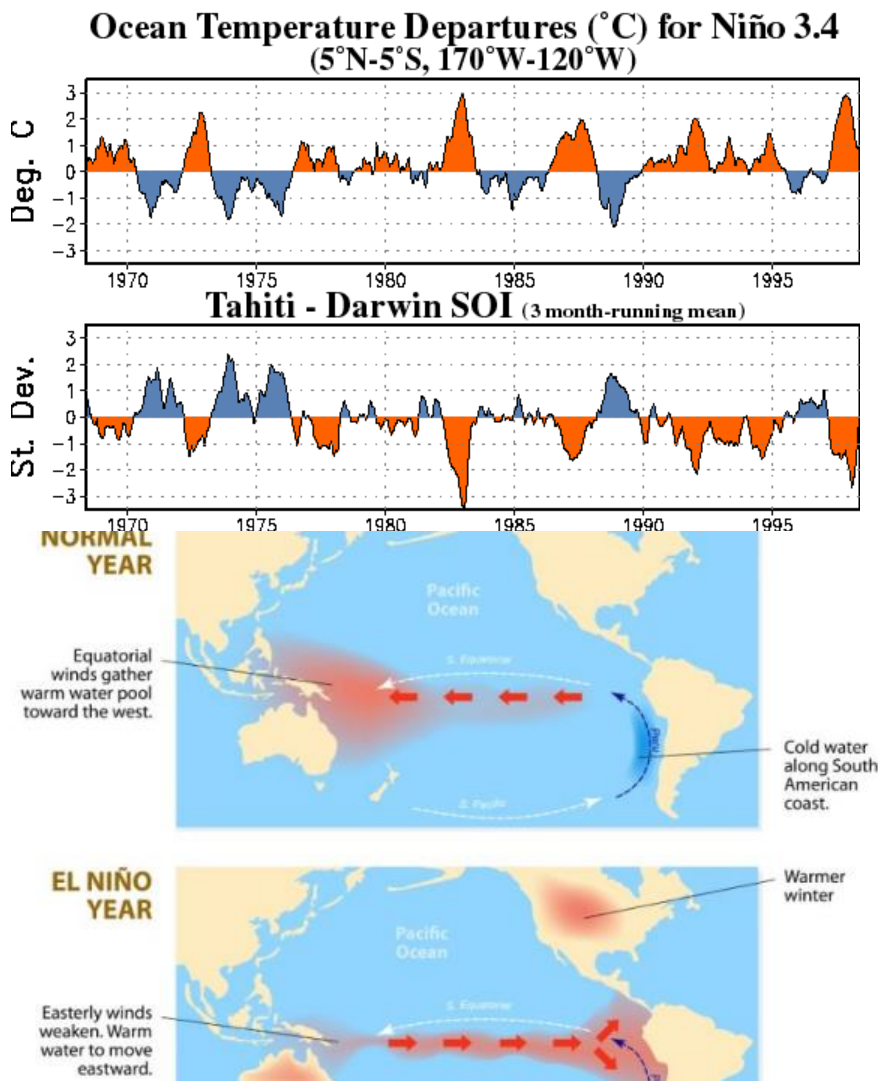 Ocean Temperature Departures (˚C) for Niño 3.4
(5˚N-5˚S, 170˚W-120˚W)
Deg. C
3
2
1
0
-1
-2
-3
1970 1975 1980 1985 1990 1995
Tahiti - Darwin SOI (3 month-running mean)
St. Dev.
3
2
1
0
-1
-2
-3
1970 1975 1980 1985 1990 1995
NORMAL
YEAR
Pacific
Ocean
Equatorial
winds gather
warm water pool
toward the west.
S. Equatorial
Peru
Cold water
along South
American
coast.
S. Pacific
EL NIÑO
YEAR
Warmer
winter
Pacific
Ocean
S. Equatorial
Easterly winds
weaken. Warm
water to move
eastward.